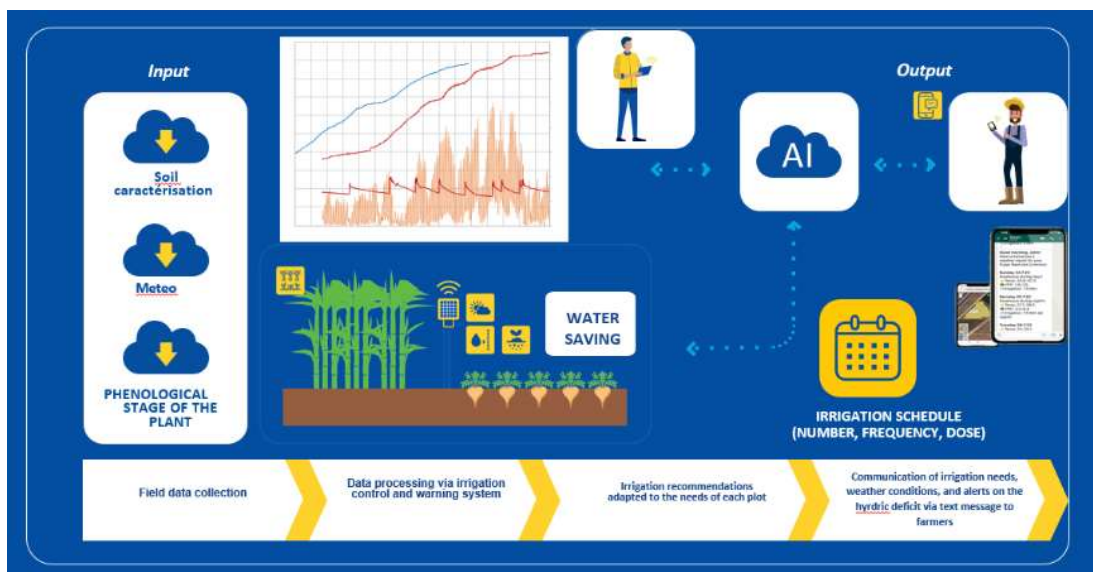 Input
Output
Soil
caractérisation
Meteo
PHENOLOGICAL
STAGE OF THE
PLANT
AI
WATER
SAVING
IRRIGATION SCHEDULE
(NUMBER, FREQUENCY, DOSE)
Field data collection
Data processing via irrigation
control and warning system
Irrigation recommendations
adapted to the needs of each plot
Communication of irrigation needs,
weather conditions, and alerts on the
hyrdric deficit via text message to
farmers